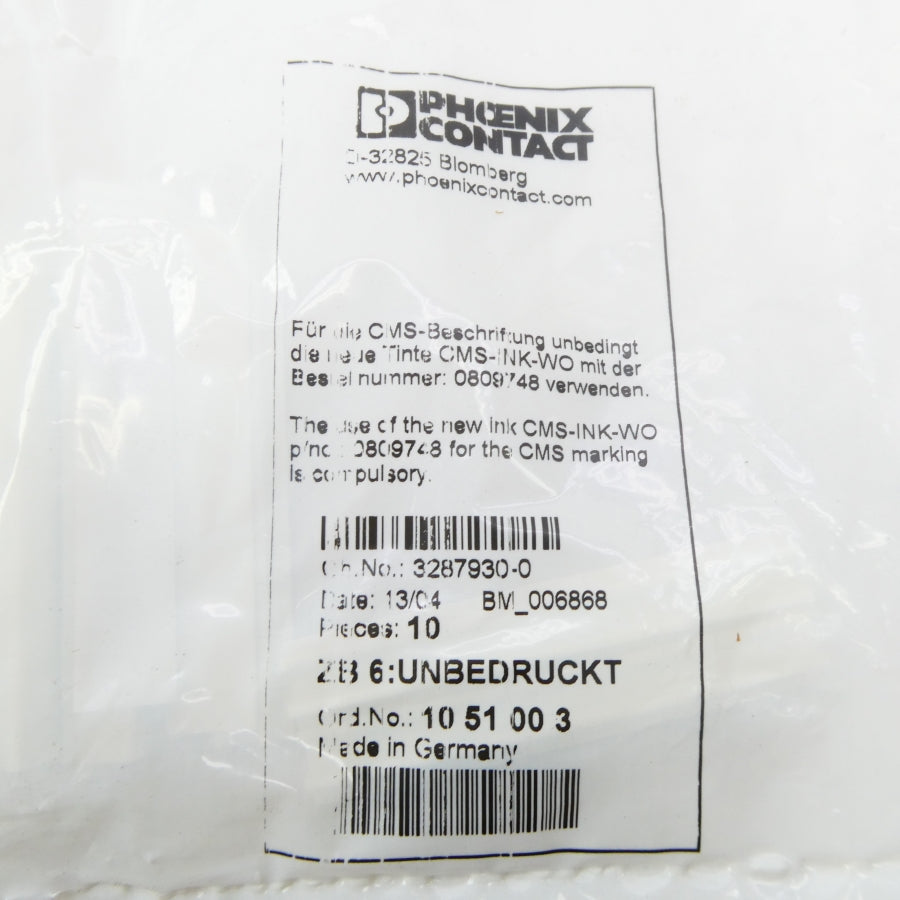 PHOENIX
CONTACT
D-32825 Blomberg
www.phoenixcontact.com
Für die CMS-Beschriftung unbedingt
die neue Tinte CMS-INK-WO mit der
Bestellnummer: 0809748 verwenden.
The use of the new ink CMS-INK-WO
p/no.: 0809748 for the CMS marking
is compulsory.
Ch.No.: 3287930-0
Date: 13/04 BM_006868
Pieces: 10
ZB 6:UNBEDRUCKT
Ord.No.: 10 51 00 3
Made in Germany